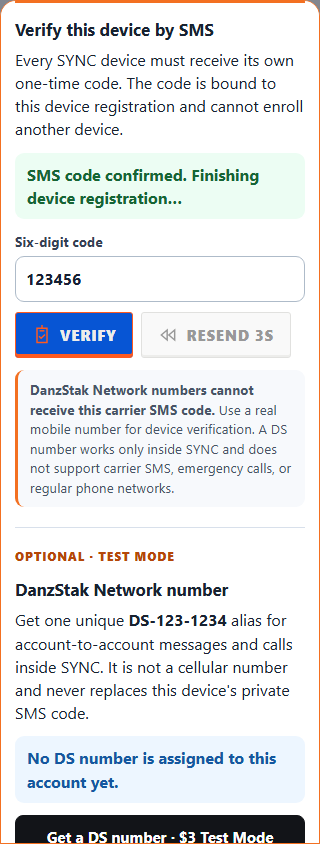 Verify this device by SMS
Every SYNC device must receive its own
one-time code. The code is bound to
this device registration and cannot enroll
another device.
SMS code confirmed. Finishing
device registration...
Six-digit code
123456
VERIFY
RESEND 3S
DanzStak Network numbers cannot
receive this carrier SMS code. Use a real
mobile number for device verification. A DS
number works only inside SYNC and does
not support carrier SMS, emergency calls, or
regular phone networks.
OPTIONAL · TEST MODE
DanzStak Network number
Get one unique DS-123-1234 alias for
account-to-account messages and calls
inside SYNC. It is not a cellular number
and never replaces this device's private
SMS code.
No DS number is assigned to this
account yet.
Get a DS number · $3 Test Mode